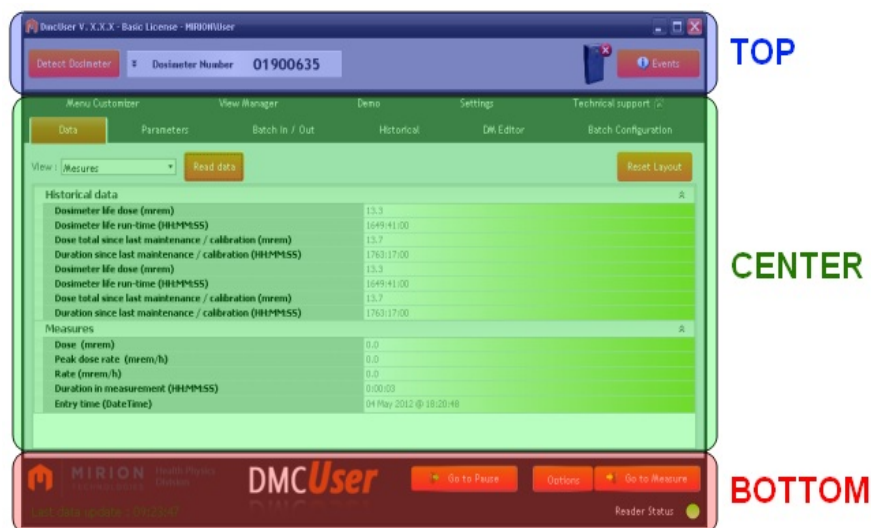 DmcUser V. X.X.X - Basic License - MIRION\User
TOP
Detect Dosimeter Dosimeter Number 01900635 Events
Menu Customizer View Manager Demo Settings Technical support
Data Parameters Batch In / Out Historical DM Editor Batch Configuration
View : Mesures Read data Reset Layout
Historical data
Dosimeter life dose (mrem) 13.3
Dosimeter life run-time (HH:MM:SS) 1649:41:00
Dose total since last maintenance / calibration (mrem) 13.7
Duration since last maintenance / calibration (HH:MM:SS) 1763:17:00
CENTER
Dosimeter life dose (mrem) 13.3
Dosimeter life run-time (HH:MM:SS) 1649:41:00
Dose total since last maintenance / calibration (mrem) 13.7
Duration since last maintenance / calibration (HH:MM:SS) 1763:17:00
Measures
Dose (mrem) 0.0
Peak dose rate (mrem/h) 0.0
Rate (mrem/h) 0.0
Duration in measurement (HH:MM:SS) 0:00:03
Entry time (DateTime) 04 May 2012 @ 18:20:48
MIRION TECHNOLOGIES Health Physics Division DMCUser Go to Pause Options Go to Measure
BOTTOM
Last data update : 09:23:47 Reader Status